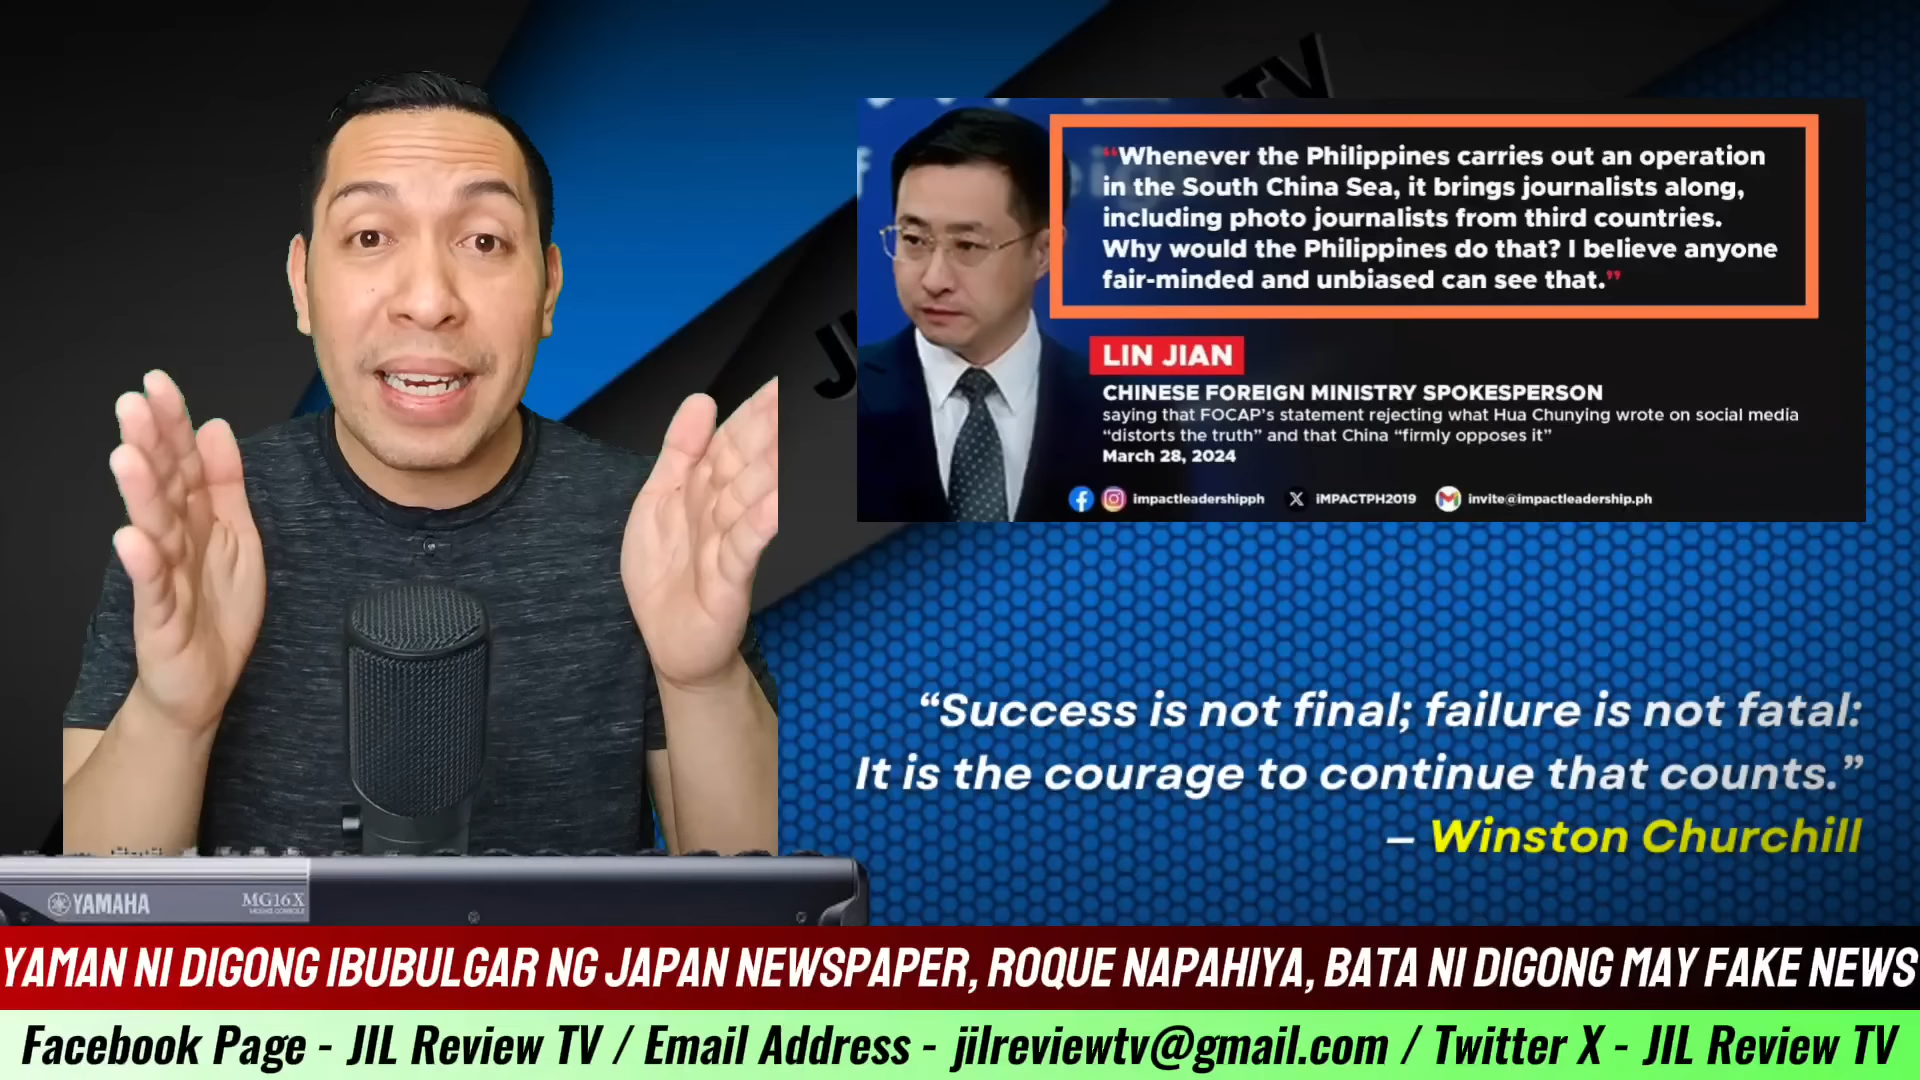 TV
“Whenever the Philippines carries out an operation
in the South China Sea, it brings journalists along,
including photo journalists from third countries.
Why would the Philippines do that? I believe anyone
fair-minded and unbiased can see that.”
LIN JIAN
CHINESE FOREIGN MINISTRY SPOKESPERSON
saying that FOCAP's statement rejecting what Hua Chunying wrote on social media
“distorts the truth” and that China “firmly opposes it”
March 28, 2024
impactleadershipph iMPACTPH2019 invite@impactleadership.ph
“Success is not final; failure is not fatal:
It is the courage to continue that counts.”
– Winston Churchill
YAMAHA MG16X
YAMAN NI DIGONG IBUBULGAR NG JAPAN NEWSPAPER, ROQUE NAPAHIYA, BATA NI DIGONG MAY FAKE NEWS
Facebook Page - JIL Review TV / Email Address - jilreviewtv@gmail.com / Twitter X - JIL Review TV